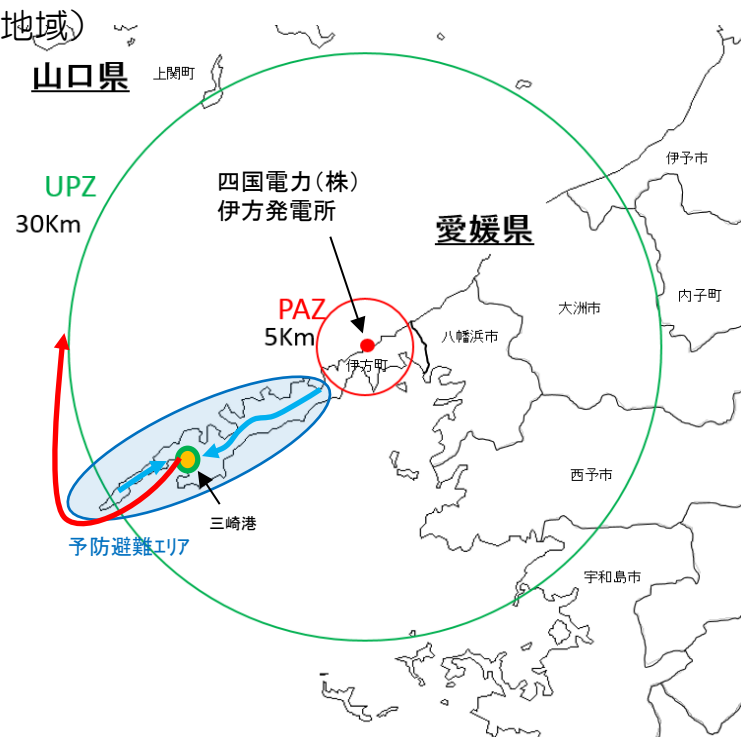 地域）
山口県
上関町
伊予市
UPZ
30Km
四国電力（株）
伊方発電所
愛媛県
PAZ
5Km
内子町
大洲市
八幡浜市
伊方町
西予市
三崎港
予防避難エリア
宇和島市